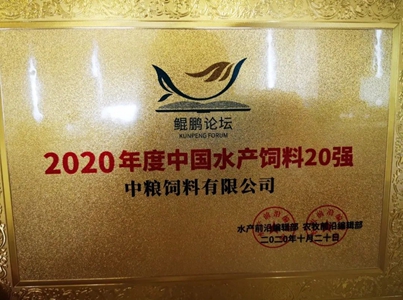 鲲鹏论坛
KUNPENG FORUM
2020年度中国水产饲料20强
中粮饲料有限公司
水产前沿编辑部 农牧前沿编辑部
二〇二〇年十月二十日